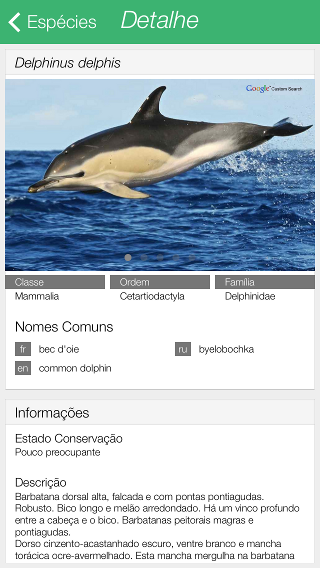 Espécies
Detalhe
Delphinus delphis
Google Custom Search
Classe
Ordem
Família
Mammalia
Cetartiodactyla
Delphinidae
Nomes Comuns
fr bec d'oie
ru byelobochka
en common dolphin
Informações
Estado Conservação
Pouco preocupante
Descrição
Barbatana dorsal alta, falcada e com pontas pontiagudas.
Robusto. Bico longo e melão arredondado. Há um vinco profundo
entre a cabeça e o bico. Barbatanas peitorais magras e
pontiagudas.
Dorso cinzento-acastanhado escuro, ventre branco e mancha
torácica ocre-avermelhado. Esta mancha mergulha na barbatana